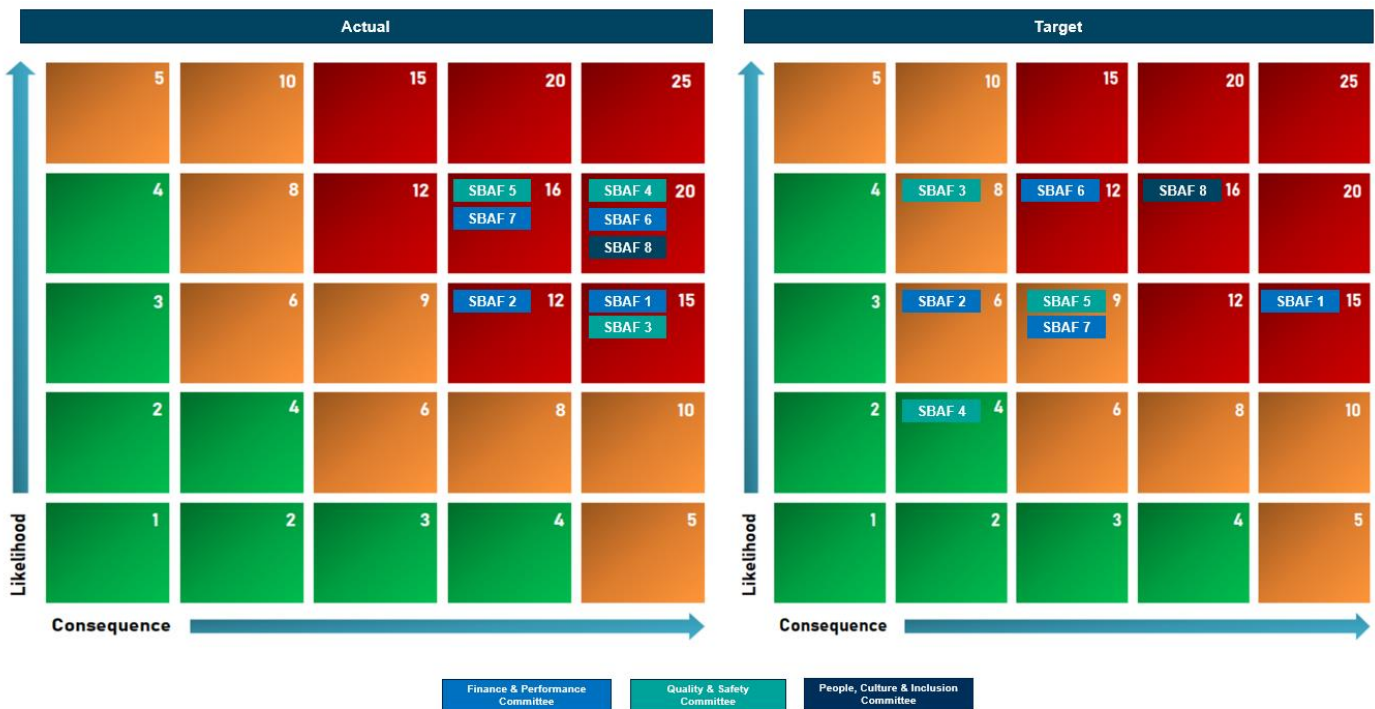 Actual
5
10
15
20
25
4
8
12
SBAF 5
16
SBAF 7
SBAF 4
20
SBAF 6
SBAF 8
3
6
9
SBAF 2
12
SBAF 1
15
SBAF 3
2
4
6
8
10
1
2
3
4
5
Likelihood
Consequence
Target
5
10
15
20
25
4
SBAF 3
8
SBAF 6
12
SBAF 8
16
20
3
SBAF 2
6
SBAF 5
9
SBAF 7
12
SBAF 1
15
2
SBAF 4
4
6
8
10
1
2
3
4
5
Likelihood
Consequence
Finance & Performance
Committee
Quality & Safety
Committee
People, Culture & Inclusion
Committee